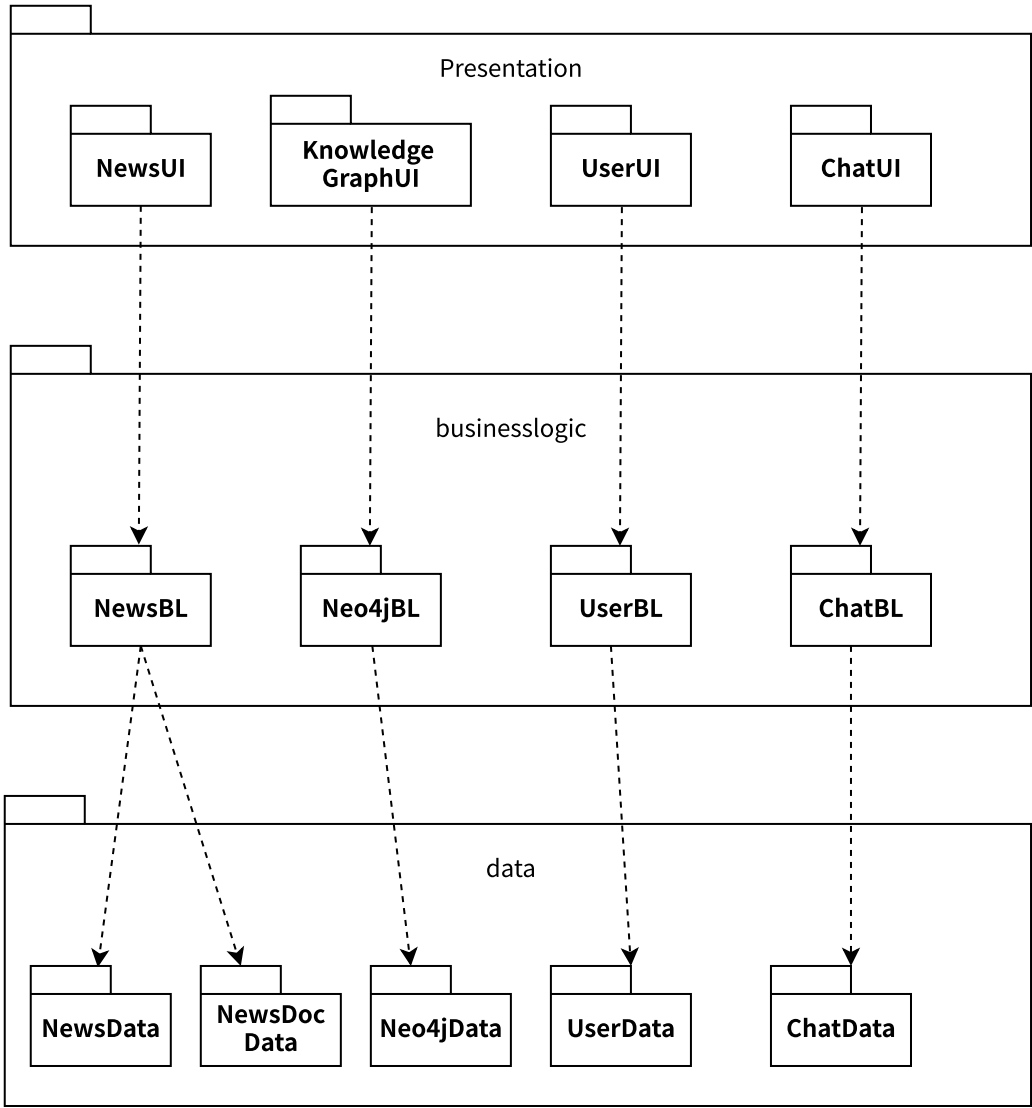 Presentation
NewsUI
Knowledge
GraphUI
UserUI
ChatUI
businesslogic
NewsBL
Neo4jBL
UserBL
ChatBL
data
NewsData
NewsDoc
Data
Neo4jData
UserData
ChatData